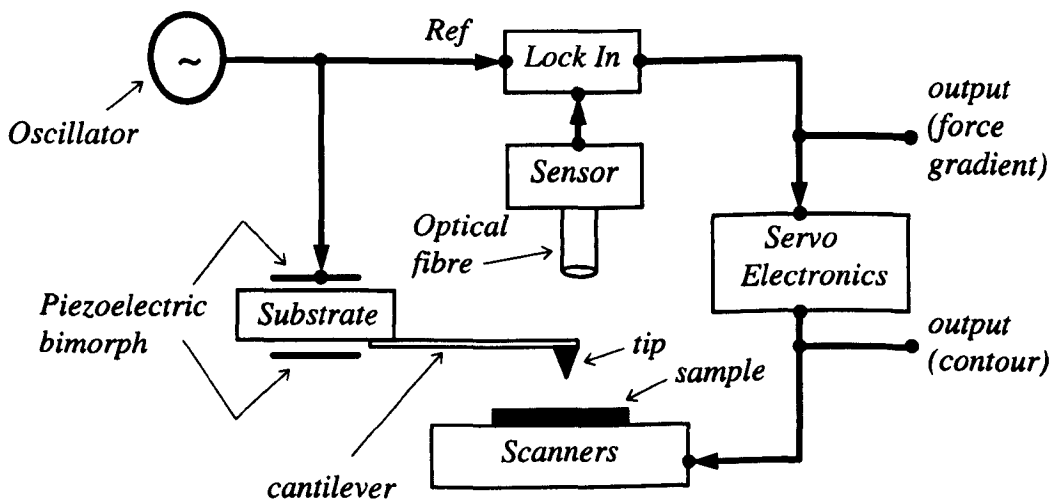 Ref
Lock In
~
Oscillator
output
(force
gradient)
Sensor
Optical
fibre
Servo
Electronics
Piezoelectric
bimorph
Substrate
output
(contour)
tip
sample
Scanners
cantilever